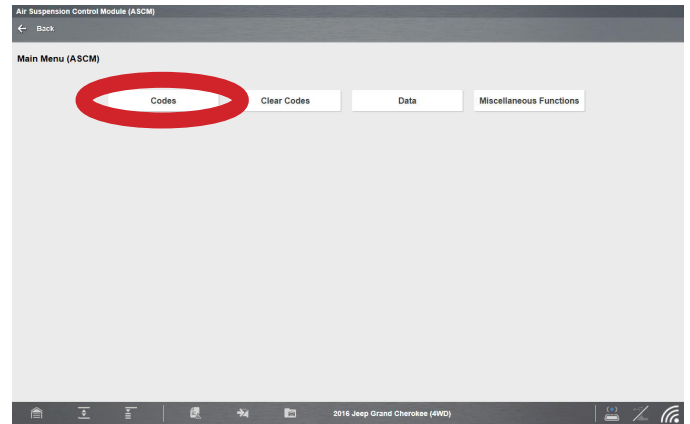 Air Suspension Control Module (ASCM)
Back
Main Menu (ASCM)
Codes
Clear Codes
Data
Miscellaneous Functions
2016 Jeep Grand Cherokee (4WD)